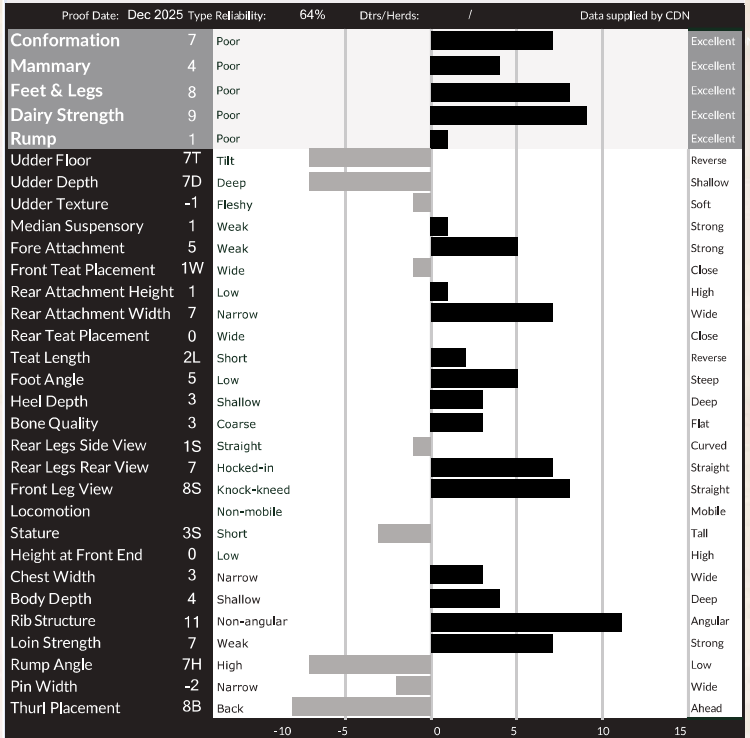 Proof Date: Dec 2025 Type Reliability: 64% Dtrs/Herds: / Data supplied by CDN
Conformation 7 Poor Excellent
Mammary 4 Poor Excellent
Feet & Legs 8 Poor Excellent
Dairy Strength 9 Poor Excellent
Rump 1 Poor Excellent
Udder Floor 7T Tilt Reverse
Udder Depth 7D Deep Shallow
Udder Texture -1 Fleshy Soft
Median Suspensory 1 Weak Strong
Fore Attachment 5 Weak Strong
Front Teat Placement 1W Wide Close
Rear Attachment Height 1 Low High
Rear Attachment Width 7 Narrow Wide
Rear Teat Placement 0 Wide Close
Teat Length 2L Short Reverse
Foot Angle 5 Low Steep
Heel Depth 3 Shallow Deep
Bone Quality 3 Coarse Flat
Rear Legs Side View 1S Straight Curved
Rear Legs Rear View 7 Hocked-in Straight
Front Leg View 8S Knock-kneed Straight
Locomotion Non-mobile Mobile
Stature 3S Short Tall
Height at Front End 0 Low High
Chest Width 3 Narrow Wide
Body Depth 4 Shallow Deep
Rib Structure 11 Non-angular Angular
Loin Strength 7 Weak Strong
Rump Angle 7H High Low
Pin Width -2 Narrow Wide
Thurl Placement 8B Back Ahead
-10 -5 0 5 10 15